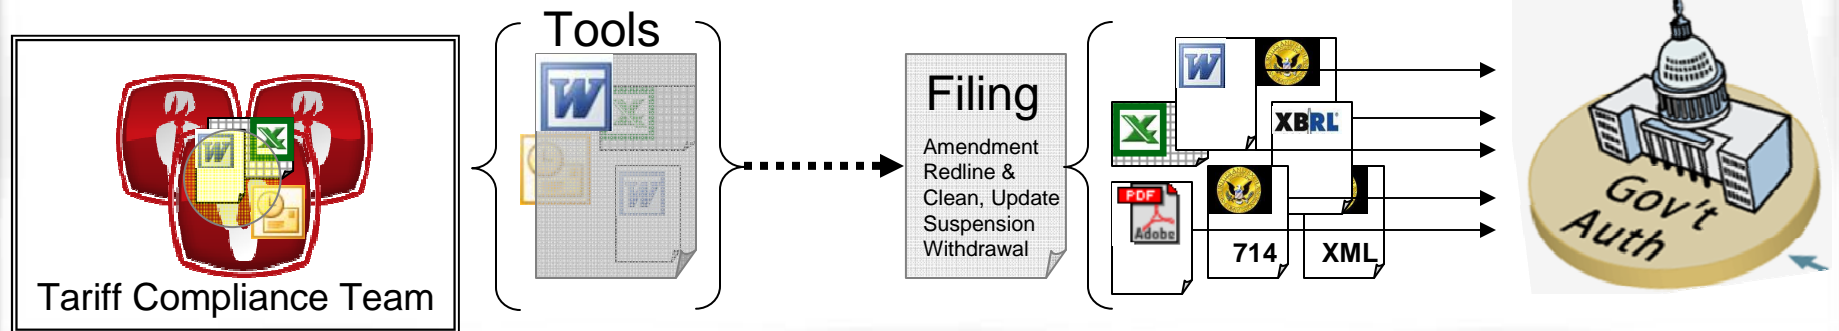 Tariff Compliance Team
Tools
W
X
W
Filing
Amendment
Redline &
Clean, Update
Suspension
Withdrawal
W
X
XBRL
PDF
Adobe
714
XML
Gov't
Auth